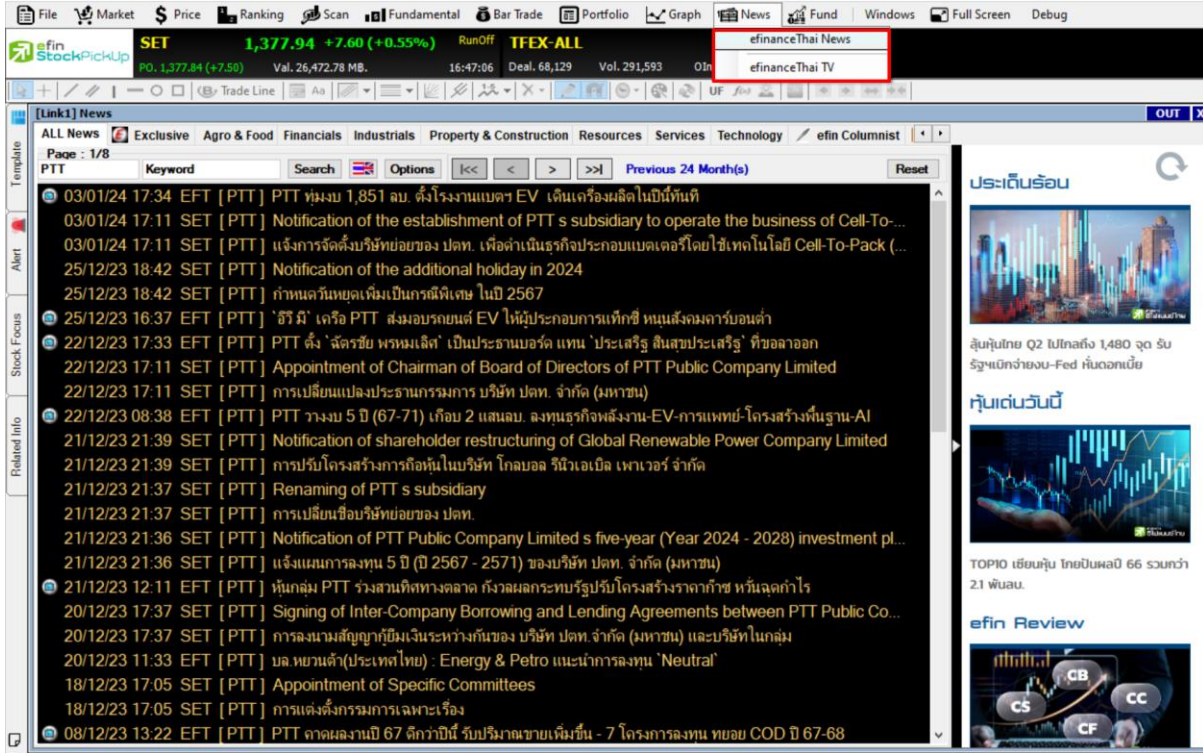 File Market Price Ranking Scan Fundamental Bar Trade Portfolio Graph News Fund Windows Full Screen Debug
efin StockPickUp
SET 1,377.94 +7.60 (+0.55%) RunOff TFEX-ALL
PO. 1,377.84 (+7.50) Val. 26,472.78 MB. 16:47:06 Deal. 68,129 Vol. 291,593
efinanceThai News
efinanceThai TV
Trade Line UF
[Link1] News OUT X
ALL News Exclusive Agro & Food Financials Industrials Property & Construction Resources Services Technology efin Columnist
Page : 1/8
PTT Keyword Search Options |<< < > >>| Previous 24 Month(s) Reset
03/01/24 17:34 EFT [ PTT ] PTT ทุ่มงบ 1,851 ลบ. ตั้งโรงงานแบตฯ EV เดินเครื่องผลิตในปีนี้ทันที
03/01/24 17:11 SET [ PTT ] Notification of the establishment of PTT s subsidiary to operate the business of Cell-To-...
03/01/24 17:11 SET [ PTT ] แจ้งการจัดตั้งบริษัทย่อยของ ปตท. เพื่อดำเนินธุรกิจประกอบแบตเตอรี่โดยใช้เทคโนโลยี Cell-To-Pack (...
25/12/23 18:42 SET [ PTT ] Notification of the additional holiday in 2024
25/12/23 18:42 SET [ PTT ] กำหนดวันหยุดเพิ่มเป็นกรณีพิเศษ ในปี 2567
25/12/23 16:37 EFT [ PTT ] `อีวี มี` เครือ PTT ส่งมอบรถยนต์ EV ให้ผู้ประกอบการแท็กซี่ หนุนสังคมคาร์บอนต่ำ
22/12/23 17:33 EFT [ PTT ] PTT ตั้ง `ฉัตรชัย พรหมเลิศ` เป็นประธานบอร์ด แทน `ประเสริฐ สินสุขประเสริฐ` ที่ขอลาออก
22/12/23 17:11 SET [ PTT ] Appointment of Chairman of Board of Directors of PTT Public Company Limited
22/12/23 17:11 SET [ PTT ] การเปลี่ยนแปลงประธานกรรมการ บริษัท ปตท. จำกัด (มหาชน)
22/12/23 08:38 EFT [ PTT ] PTT วางงบ 5 ปี (67-71) เกือบ 2 แสนลบ. ลงทุนธุรกิจพลังงาน-EV-การแพทย์-โครงสร้างพื้นฐาน-AI
21/12/23 21:39 SET [ PTT ] Notification of shareholder restructuring of Global Renewable Power Company Limited
21/12/23 21:39 SET [ PTT ] การปรับโครงสร้างการถือหุ้นในบริษัท โกลบอล รีนิวเอเบิล เพาเวอร์ จำกัด
21/12/23 21:37 SET [ PTT ] Renaming of PTT s subsidiary
21/12/23 21:37 SET [ PTT ] การเปลี่ยนชื่อบริษัทย่อยของ ปตท.
21/12/23 21:36 SET [ PTT ] Notification of PTT Public Company Limited s five-year (Year 2024 - 2028) investment pl...
21/12/23 21:36 SET [ PTT ] แจ้งแผนการลงทุน 5 ปี (ปี 2567 - 2571) ของบริษัท ปตท. จำกัด (มหาชน)
21/12/23 12:11 EFT [ PTT ] หุ้นกลุ่ม PTT ร่วงสวนทิศทางตลาด กังวลผลกระทบรัฐปรับโครงสร้างราคาก๊าซ หวั่นฉุดกำไร
20/12/23 17:37 SET [ PTT ] Signing of Inter-Company Borrowing and Lending Agreements between PTT Public Co...
20/12/23 17:37 SET [ PTT ] การลงนามสัญญากู้ยืมเงินระหว่างกันของ บริษัท ปตท.จำกัด (มหาชน) และบริษัทในกลุ่ม
20/12/23 11:33 EFT [ PTT ] บล.หยวนต้า(ประเทศไทย) : Energy & Petro แนะนำการลงทุน `Neutral`
18/12/23 17:05 SET [ PTT ] Appointment of Specific Committees
18/12/23 17:05 SET [ PTT ] การแต่งตั้งกรรมการเฉพาะเรื่อง
08/12/23 13:22 EFT [ PTT ] PTT คาดผลงานปี 67 ดีกว่าปีนี้ รับปริมาณขายเพิ่มขึ้น - 7 โครงการลงทุน ทยอย COD ปี 67-68
Template
Alert
Stock Focus
Related Info
ประเด็นร้อน
ลุ้นหุ้นไทย Q2 ไปไกลถึง 1,480 จุด รับ
รัฐฯเบิกจ่ายงบ-Fed หั่นดอกเบี้ย
หุ้นเด่นวันนี้
TOP10 เซียนหุ้น โกยปันผลปี 66 รวมกว่า
2.1 พันลบ.
efin Review
CB
CS
CC
CF